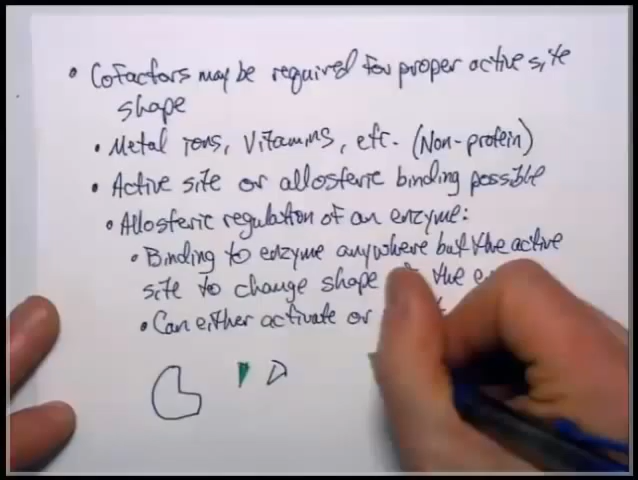 • Cofactors may be required for proper active site
shape
• Metal ions, Vitamins, etc. (Non-protein)
• Active site or allosteric binding possible
• Allosteric regulation of an enzyme:
• Binding to enzyme anywhere but the active
site to change shape the
• Can either activate or